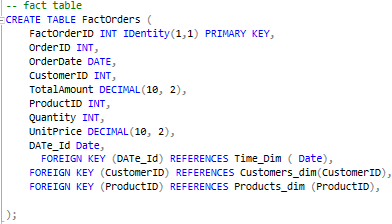 -- fact table
CREATE TABLE FactOrders (
FactOrderID INT IDentity(1,1) PRIMARY KEY,
OrderID INT,
OrderDate DATE,
CustomerID INT,
TotalAmount DECIMAL(10, 2),
ProductID INT,
Quantity INT,
UnitPrice DECIMAL(10, 2),
DATe_Id Date,
FOREIGN KEY (DATe_Id) REFERENCES Time_Dim ( Date),
FOREIGN KEY (CustomerID) REFERENCES Customers_dim(CustomerID),
FOREIGN KEY (ProductID) REFERENCES Products_dim (ProductID),
);